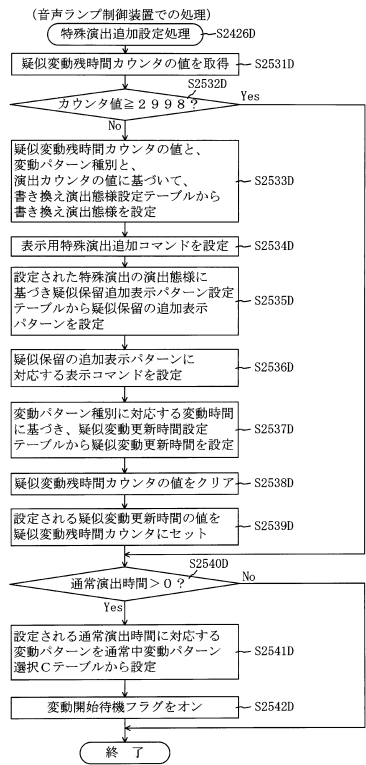 (音声ランプ制御装置での処理)
特殊演出追加設定処理
S2426D
疑似変動残時間カウンタの値を取得
S2531D
S2532D
カウンタ値≧2998?
Yes
No
疑似変動残時間カウンタの値と、
変動パターン種別と、
演出カウンタの値に基づいて、
書き換え演出態様設定テーブルから
書き換え演出態様を設定
S2533D
表示用特殊演出追加コマンドを設定
S2534D
設定された特殊演出の演出態様に
基づき疑似保留追加表示パターン設定
テーブルから疑似保留の追加表示
パターンを設定
S2535D
疑似保留の追加表示パターンに
対応する表示コマンドを設定
S2536D
変動パターン種別に対応する変動時間
に基づき、疑似変動更新時間設定
テーブルから疑似変動更新時間を設定
S2537D
疑似変動残時間カウンタの値をクリア
S2538D
設定される疑似変動更新時間の値を
疑似変動残時間カウンタにセット
S2539D
S2540D
通常演出時間>0?
No
Yes
設定される通常演出時間に対応する
変動パターンを通常中変動パターン
選択Cテーブルから設定
S2541D
変動開始待機フラグをオン
S2542D
終 了